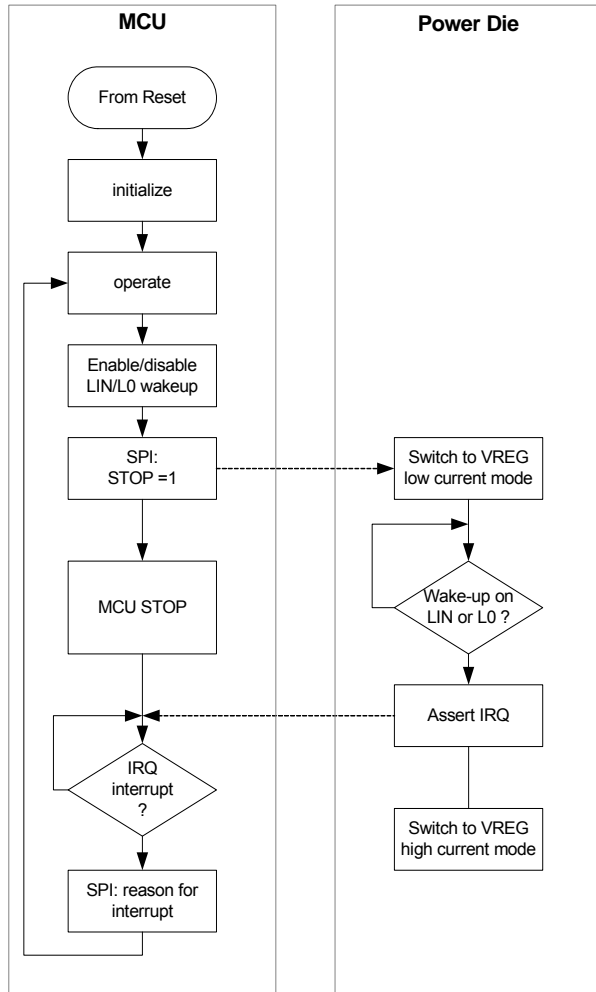 MCU
From Reset
initialize
operate
Enable/disable
LIN/L0 wakeup
SPI:
STOP =1
MCU STOP
IRQ
interrupt
?
SPI: reason for
interrupt
Power Die
Switch to VREG
low current mode
Wake-up on
LIN or L0 ?
Assert IRQ
Switch to VREG
high current mode